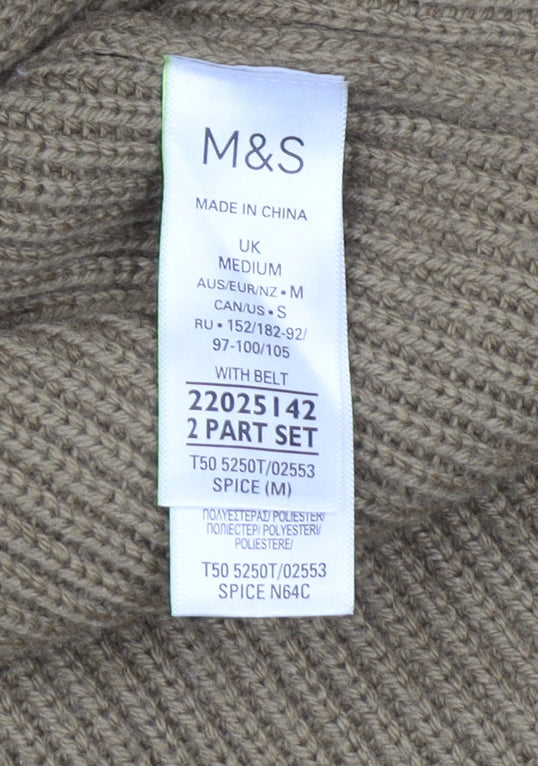 M&S
MADE IN CHINA
UK
MEDIUM
AUS/EUR/NZ • M
CAN/US • S
RU • 152/182-92/
97-100/105
WITH BELT
22025142
2 PART SET
T50 5250T/02553
SPICE (M)
ΠΟΛΥΕΣΤΕΡΑΣ/ POLIESTER/
ПОЛІЕСТЕР/ POLYESTERI/
POLIESTERE/
T50 5250T/02553
SPICE N64C